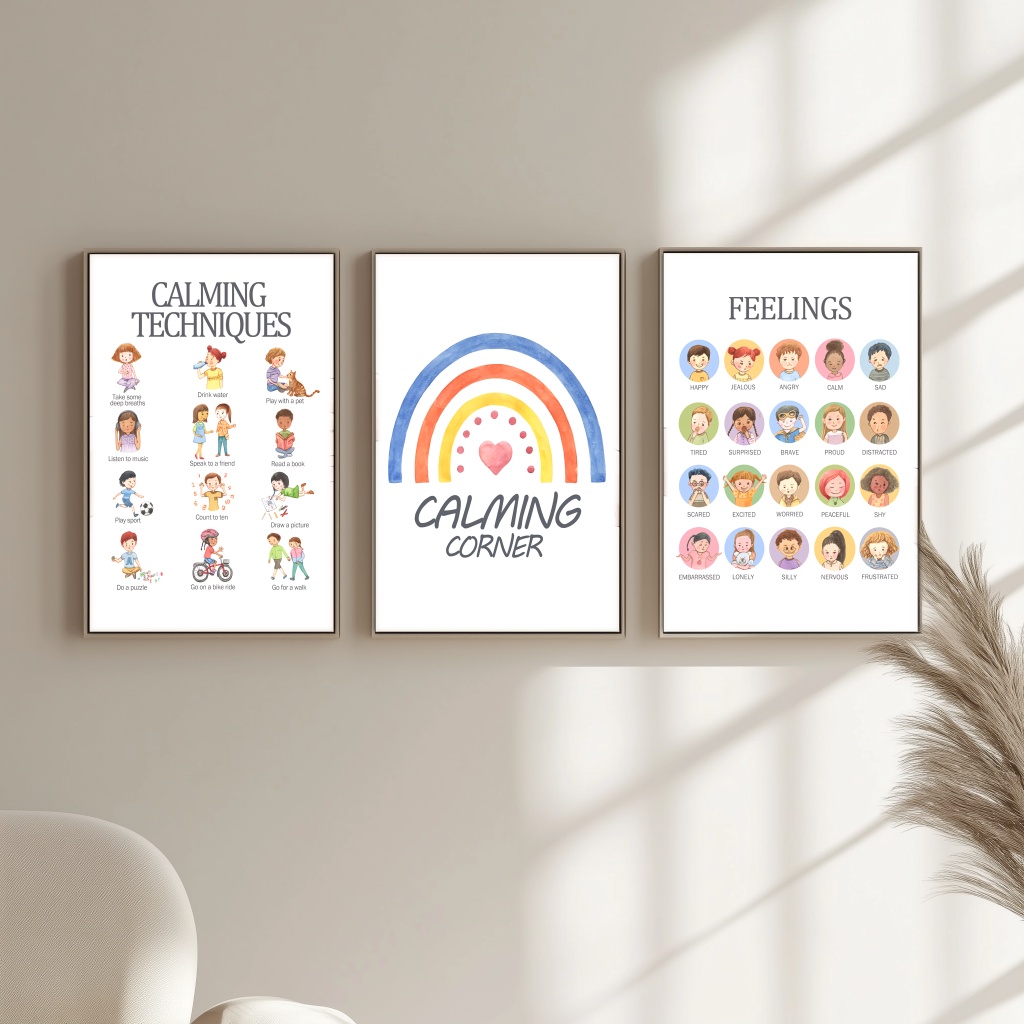 CALMING
TECHNIQUES
Take some
deep breaths
Drink water
Play with a pet
Listen to music
Speak to a friend
Read a book
Play sport
Count to ten
Draw a picture
Do a puzzle
Go on a bike ride
Go for a walk
CALMING
CORNER
FEELINGS
HAPPY JEALOUS ANGRY CALM SAD
TIRED SURPRISED BRAVE PROUD DISTRACTED
SCARED EXCITED WORRIED PEACEFUL SHY
EMBARRASSED LONELY SILLY NERVOUS FRUSTRATED